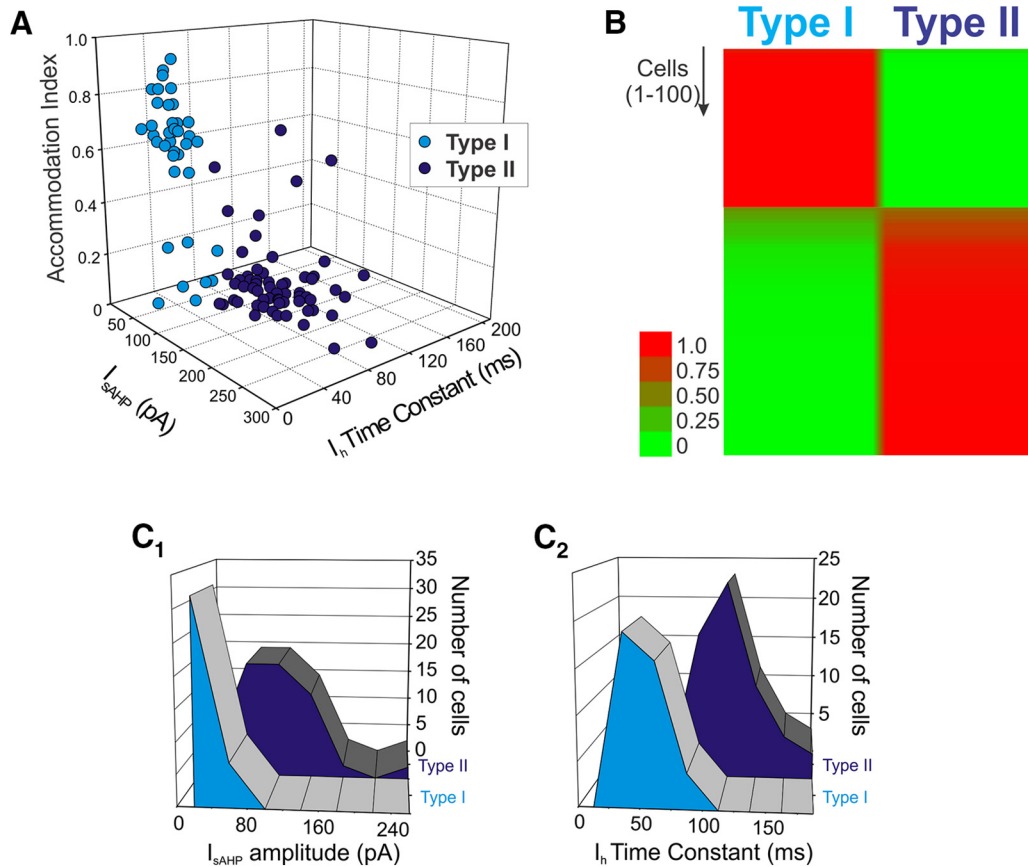 A
Accommodation Index
1.0
0.8
0.6
0.4
0.2
0
50
100
150
200
250
300
I_sAHP (pA)
0
40
80
120
160
200
I_h Time Constant (ms)
Type I
Type II
B
Type I Type II
Cells
(1-100)
1.0
0.75
0.50
0.25
0
C1
35
30
25
20
15
10
5
0
Number of cells
Type II
Type I
0 80 160 240
I_sAHP amplitude (pA)
C2
25
20
15
10
5
Number of cells
Type II
Type I
0 50 100 150
I_h Time Constant (ms)